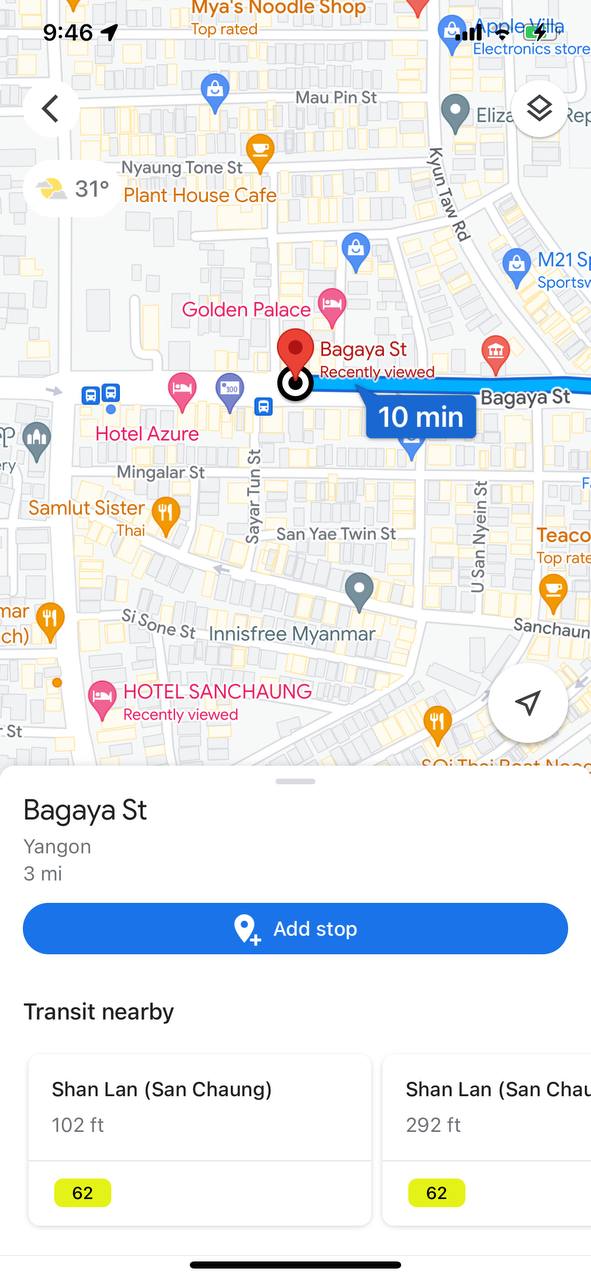 Mya's Noodle Shop
Top rated
9:46
Apple Villa
Electronics store
Mau Pin St
Eliza
Rep
Nyaung Tone St
Kyun Taw Rd
31°
Plant House Cafe
M21 Sp
Sportsw
Golden Palace
Bagaya St
Recently viewed
Bagaya St
100
10 min
Hotel Azure
ery
Mingalar St
Sayar Tun St
U San Nyein St
Samlut Sister
Thai
San Yae Twin St
Teaco
Top rate
mar
ch)
Si Sone St
Innisfree Myanmar
Sanchaun
HOTEL SANCHAUNG
Recently viewed
St
Bagaya St
Yangon
3 mi
Add stop
Transit nearby
Shan Lan (San Chaung)
102 ft
62
Shan Lan (San Chau
292 ft
62